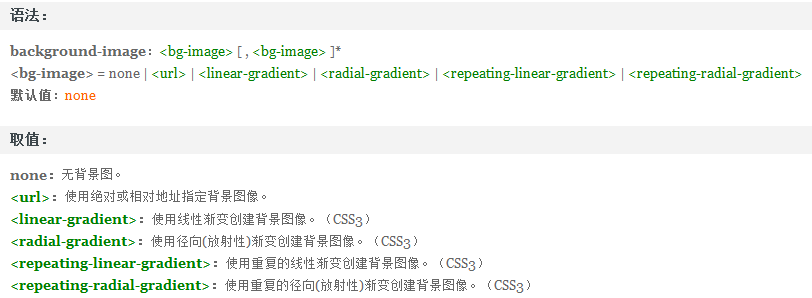 语法：
background-image：<bg-image> [ , <bg-image> ]*
<bg-image> = none | <url> | <linear-gradient> | <radial-gradient> | <repeating-linear-gradient> | <repeating-radial-gradient>
默认值：none
取值：
none：无背景图。
<url>：使用绝对或相对地址指定背景图像。
<linear-gradient>：使用线性渐变创建背景图像。（CSS3）
<radial-gradient>：使用径向(放射性)渐变创建背景图像。（CSS3）
<repeating-linear-gradient>：使用重复的线性渐变创建背景图像。（CSS3）
<repeating-radial-gradient>：使用重复的径向(放射性)渐变创建背景图像。（CSS3）